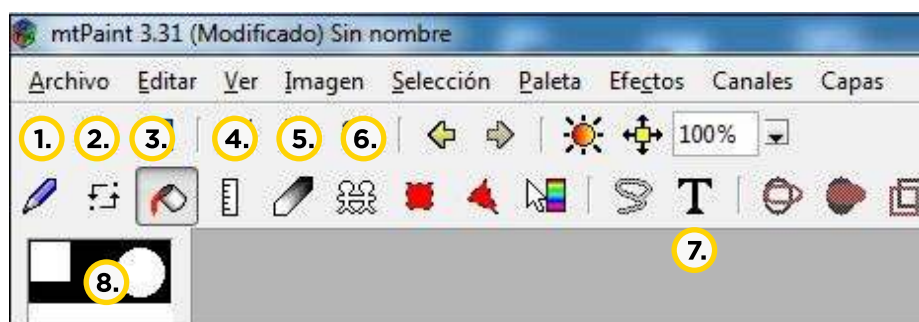 mtPaint 3.31 (Modificado) Sin nombre
Archivo Editar Ver Imagen Selección Paleta Efectos Canales Capas
1. 2. 3. 4. 5. 6. 100%
T
7.
8.